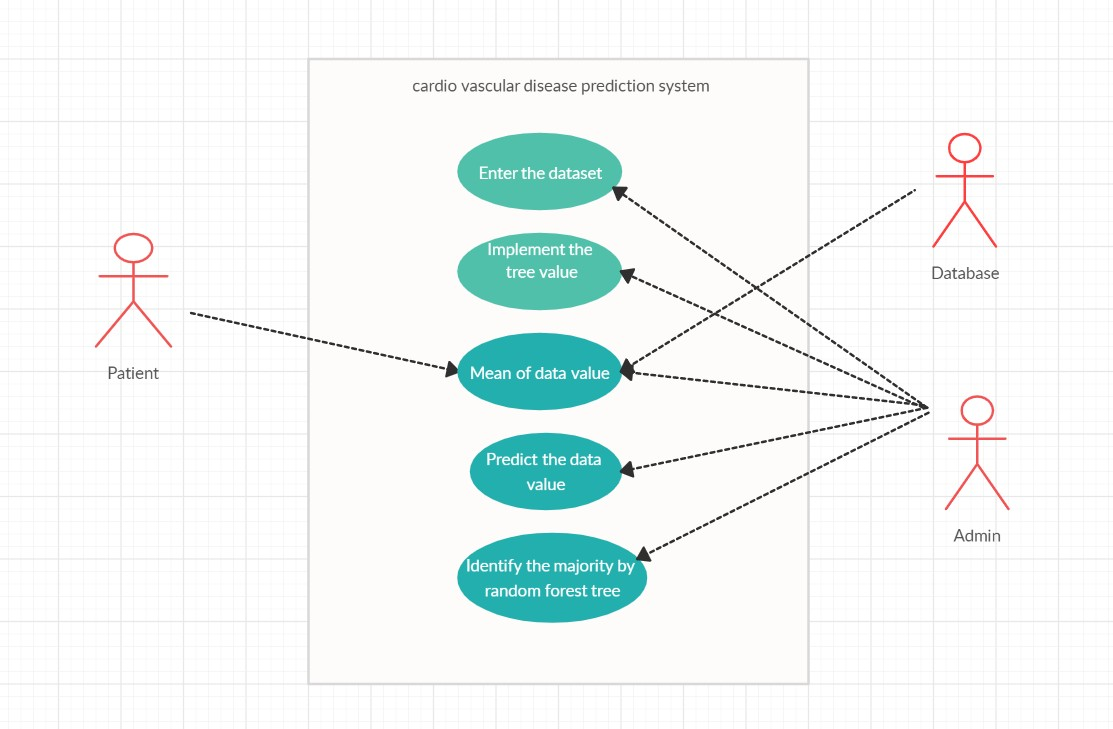 cardio vascular disease prediction system
Enter the dataset
Implement the
tree value
Mean of data value
Predict the data
value
Identify the majority by
random forest tree
Patient
Database
Admin